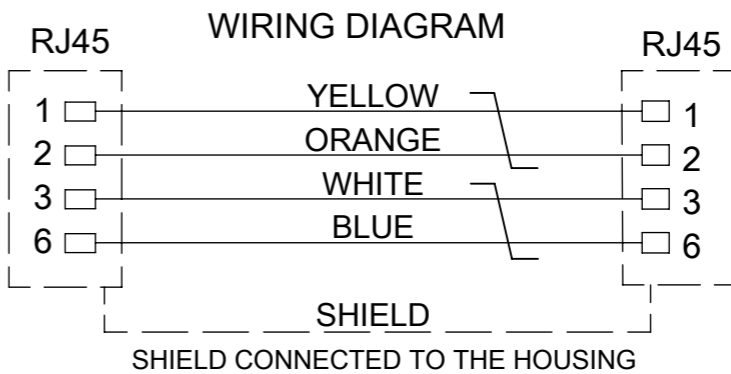 WIRING DIAGRAM
RJ45 RJ45
1 YELLOW 1
2 ORANGE 2
3 WHITE 3
6 BLUE 6
SHIELD
SHIELD CONNECTED TO THE HOUSING